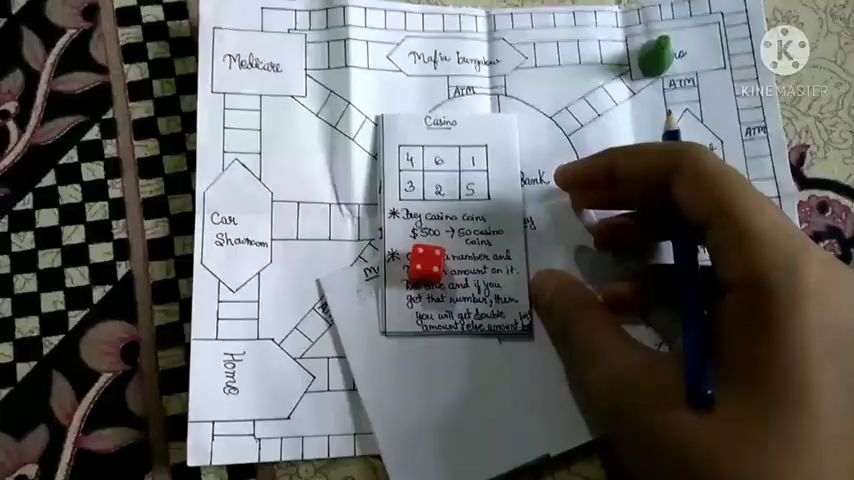 Medicare
Mafia bungalow
ATM
ATM
ATM
KINEMASTER
Casino
4 6 1
3 2 5
Bank
* Buy casino coins
$500 → 50 casino
coins
number and
amount on it.
dice and if you
get that number, then
you will get double
amount, else amount
Car
Showroom
Home